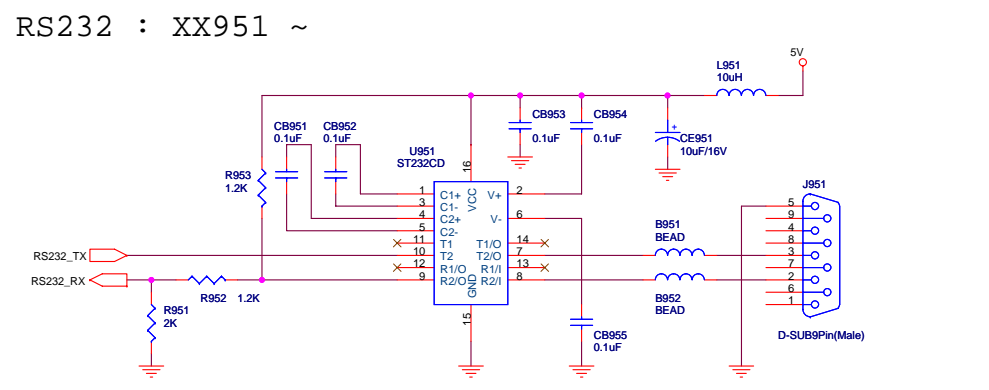 RS232 : XX951 ~
5V
L951
10uH
CB951
0.1uF
CB952
0.1uF
CB953
0.1uF
CB954
0.1uF
CE951
10uF/16V
+
U951
ST232CD
R953
1.2K
J951
16
VCC
1 C1+
3 C1-
4 C2+
5 C2-
11 T1
10 T2
12 R1/O
9 R2/O
V+ 2
V- 6
T1/O 14
T2/O 7
R1/I 13
R2/I 8
GND
15
B951
BEAD
B952
BEAD
5
9
4
8
3
7
2
6
1
RS232_TX
RS232_RX
R952 1.2K
R951
2K
CB955
0.1uF
D-SUB9Pin(Male)